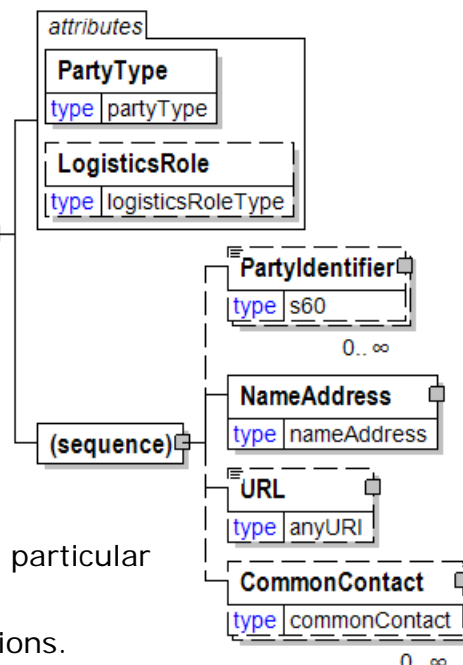 attributes
PartyType
type partyType
LogisticsRole
type logisticsRoleType
PartyIdentifier
type s60
0.. ∞
NameAddress
type nameAddress
(sequence)
URL
type anyURI
particular
CommonContact
type commonContact
ions.
0.. ∞